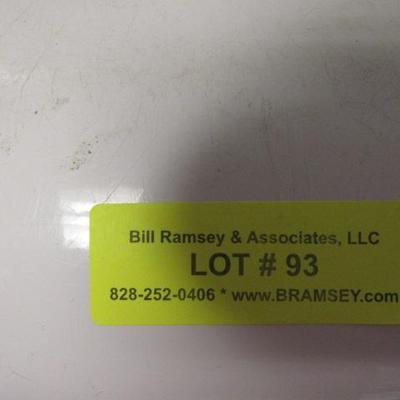 Bill Ramsey & Associates, LLC
LOT # 93
828-252-0406 * www.BRAMSEY.com